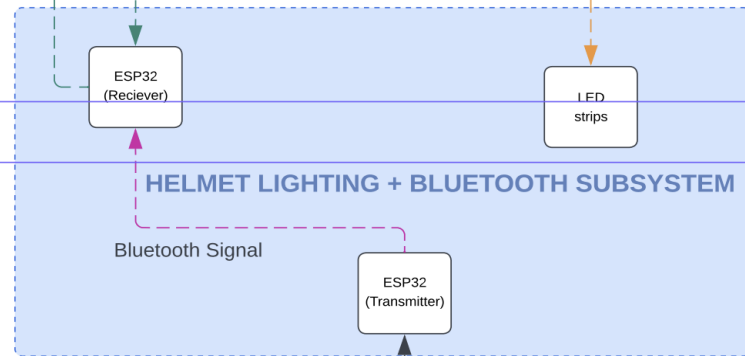 ESP32
(Reciever)
LED
strips
HELMET LIGHTING + BLUETOOTH SUBSYSTEM
Bluetooth Signal
ESP32
(Transmitter)